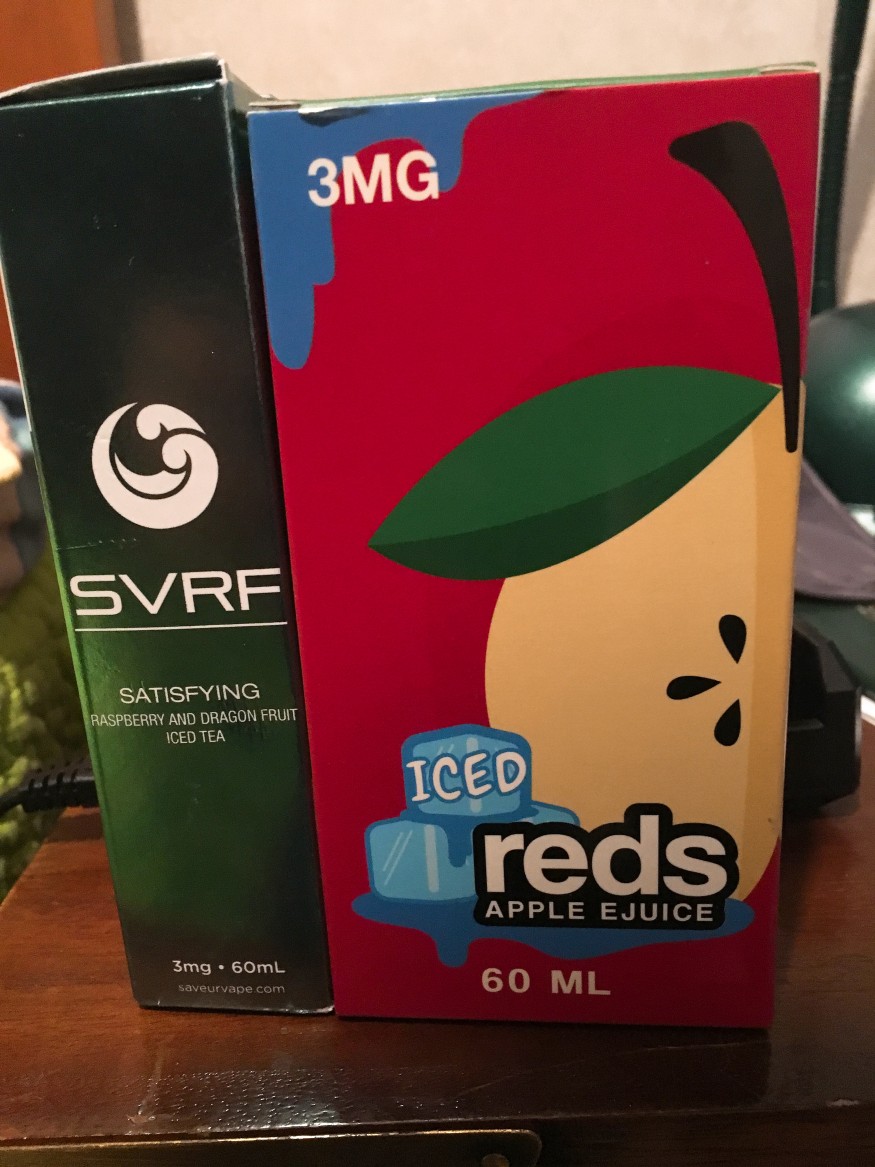 SVRF
SATISFYING
RASPBERRY AND DRAGON FRUIT
ICED TEA
3mg • 60mL
saveurvape.com
3MG
ICED
reds
APPLE EJUICE
60 ML